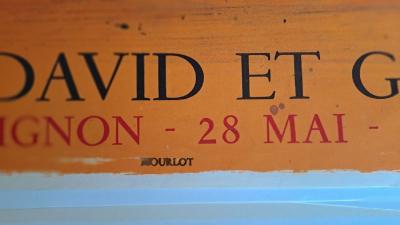 DAVID ET G
IGNON - 28 MAI -
MOURLOT